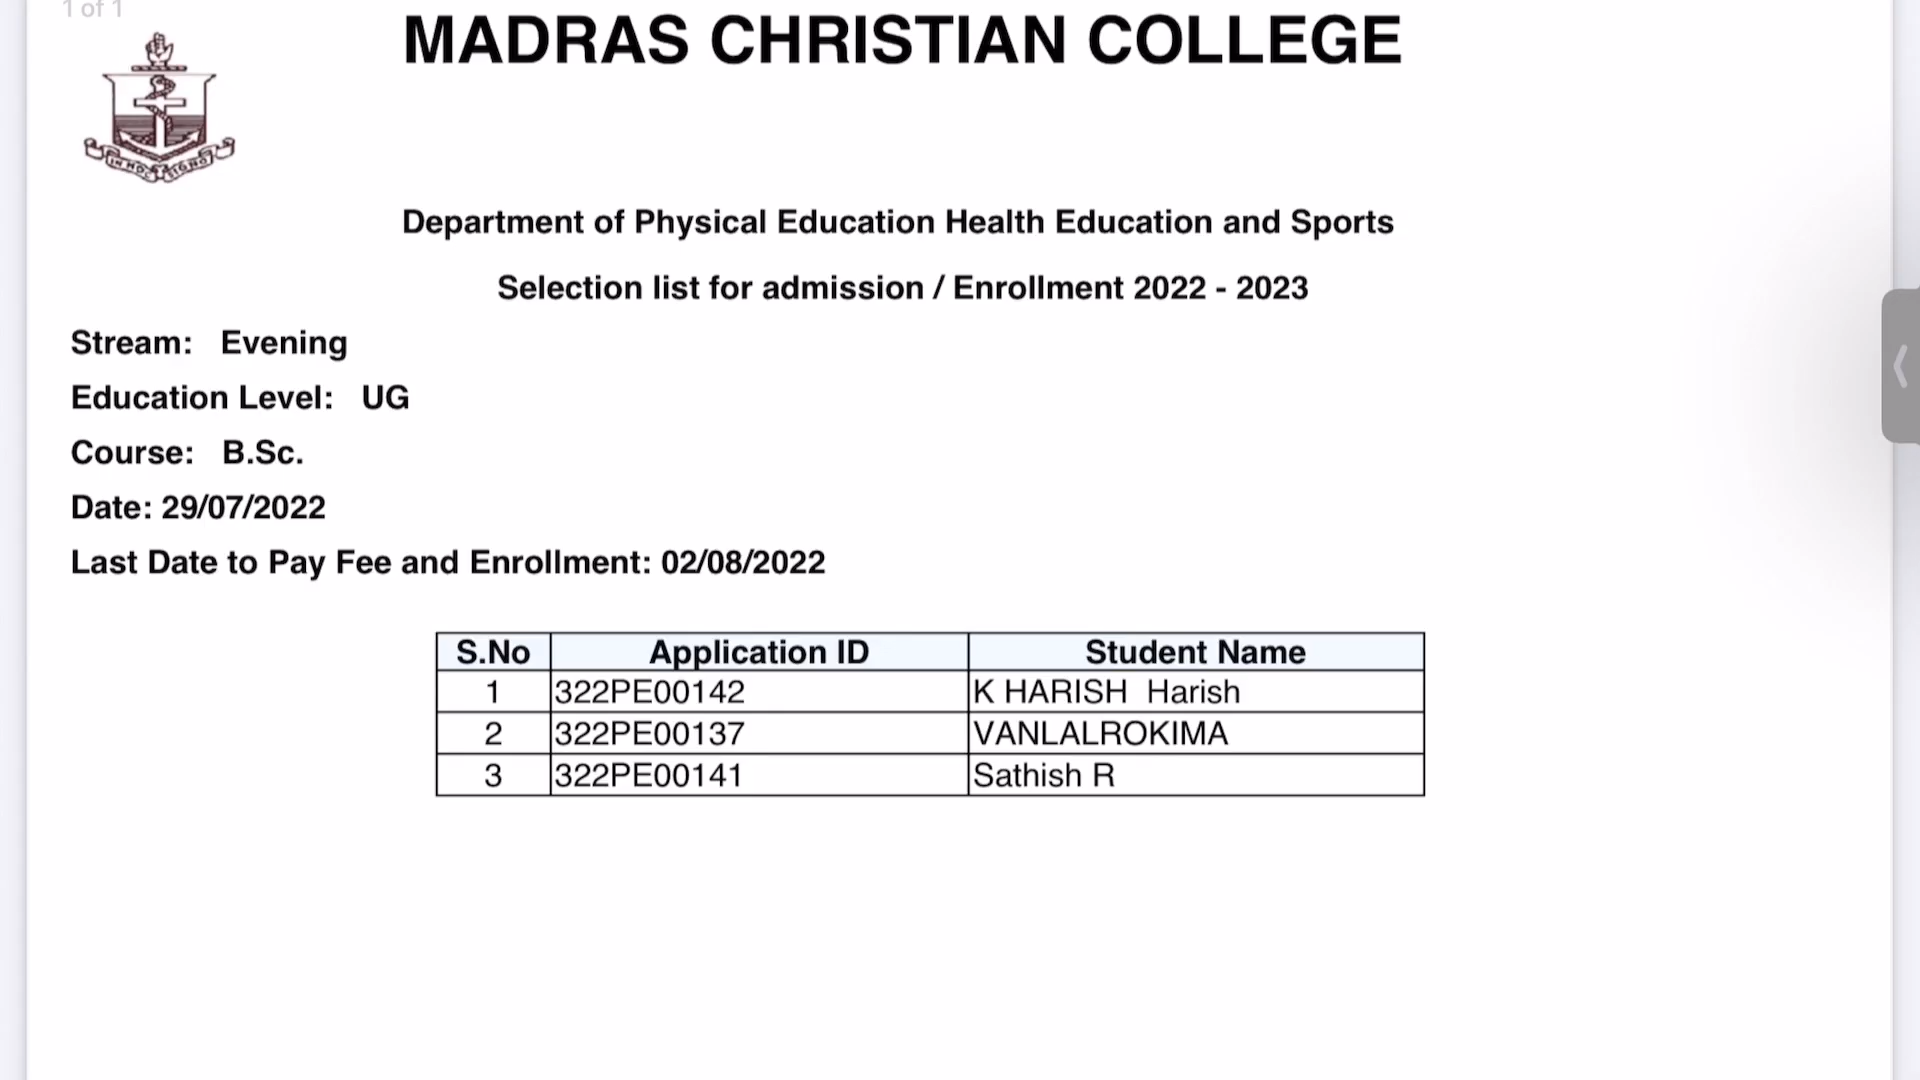 1 of 1
MADRAS CHRISTIAN COLLEGE
IN HOC SIGNO
Department of Physical Education Health Education and Sports
Selection list for admission / Enrollment 2022 - 2023
Stream: Evening
Education Level: UG
Course: B.Sc.
Date: 29/07/2022
Last Date to Pay Fee and Enrollment: 02/08/2022
S.No Application ID Student Name
1 322PE00142 K HARISH Harish
2 322PE00137 VANLALROKIMA
3 322PE00141 Sathish R